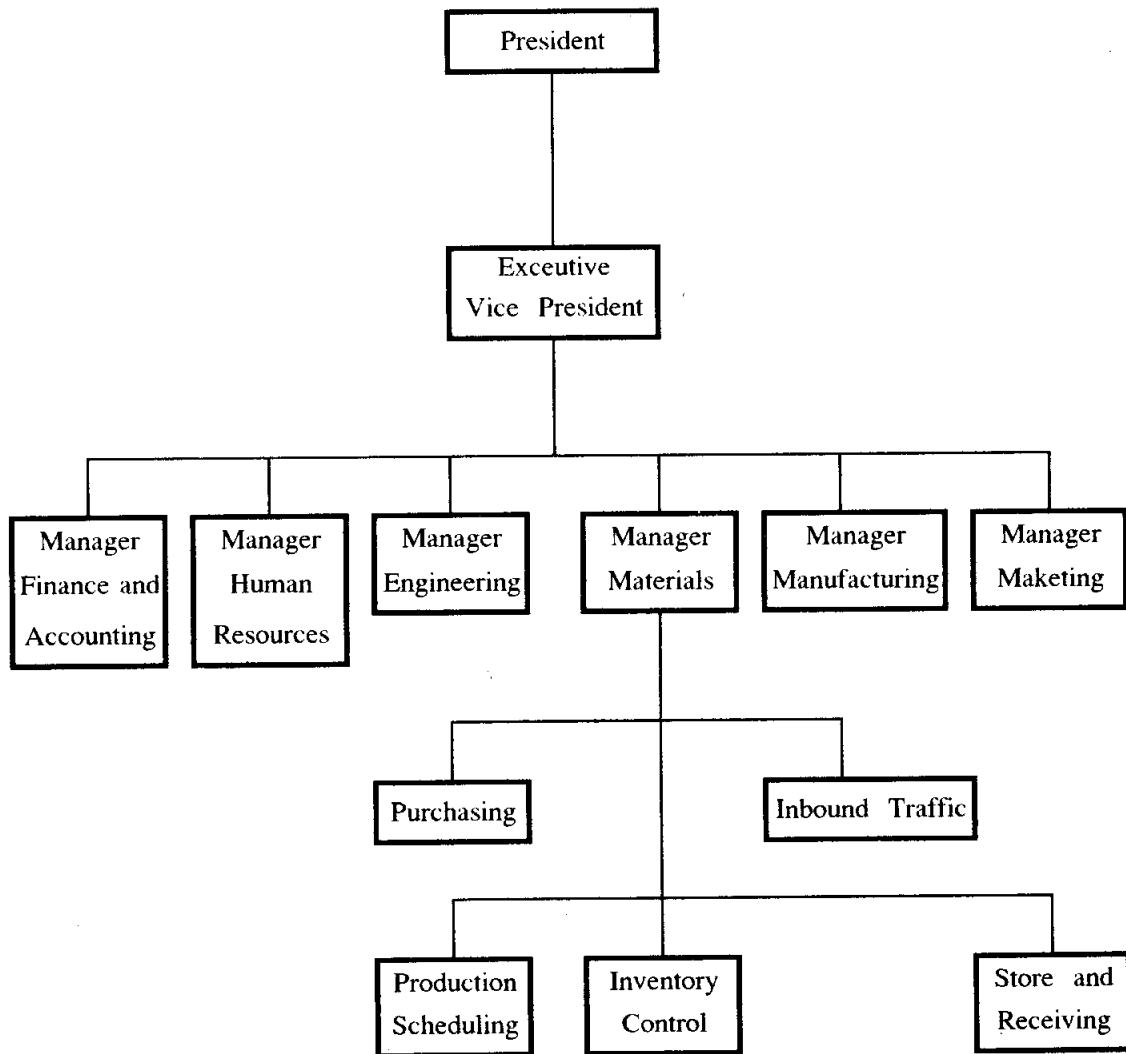 President
Exceutive
Vice President
Manager
Finance and
Accounting
Manager
Human
Resources
Manager
Engineering
Manager
Materials
Manager
Manufacturing
Manager
Maketing
Purchasing
Inbound Traffic
Production
Scheduling
Inventory
Control
Store and
Receiving